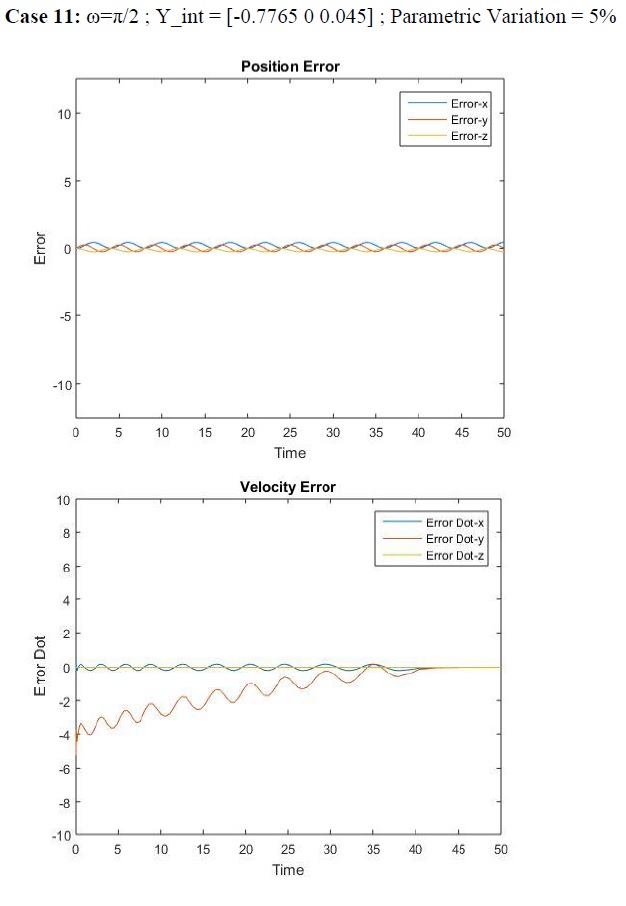 Case 11: ω=π/2 ; Y_int = [-0.7765 0 0.045] ; Parametric Variation = 5%
Position Error
Error-x
Error-y
Error-z
10
5
0
-5
-10
Error
0 5 10 15 20 25 30 35 40 45 50
Time
Velocity Error
Error Dot-x
Error Dot-y
Error Dot-z
10
8
6
4
2
0
-2
-4
-6
-8
-10
Error Dot
0 5 10 15 20 25 30 35 40 45 50
Time